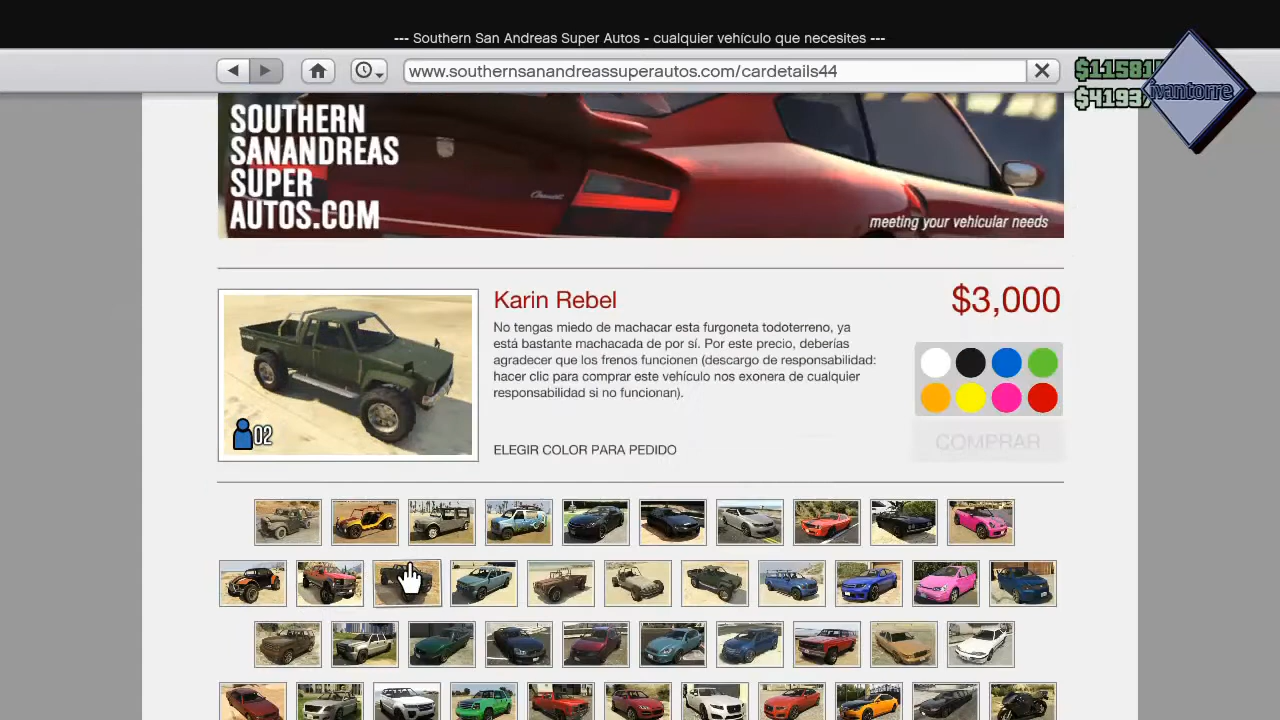 --- Southern San Andreas Super Autos - cualquier vehículo que necesites ---
www.southernsanandreassuperautos.com/cardetails44
ivantorre
SOUTHERN
SANANDREAS
SUPER
AUTOS.COM
meeting your vehicular needs
Karin Rebel
$3,000
No tengas miedo de machacar esta furgoneta todoterreno, ya
está bastante machacada de por sí. Por este precio, deberías
agradecer que los frenos funcionen (descargo de responsabilidad:
hacer clic para comprar este vehículo nos exonera de cualquier
responsabilidad si no funcionan).
02
ELEGIR COLOR PARA PEDIDO
COMPRAR